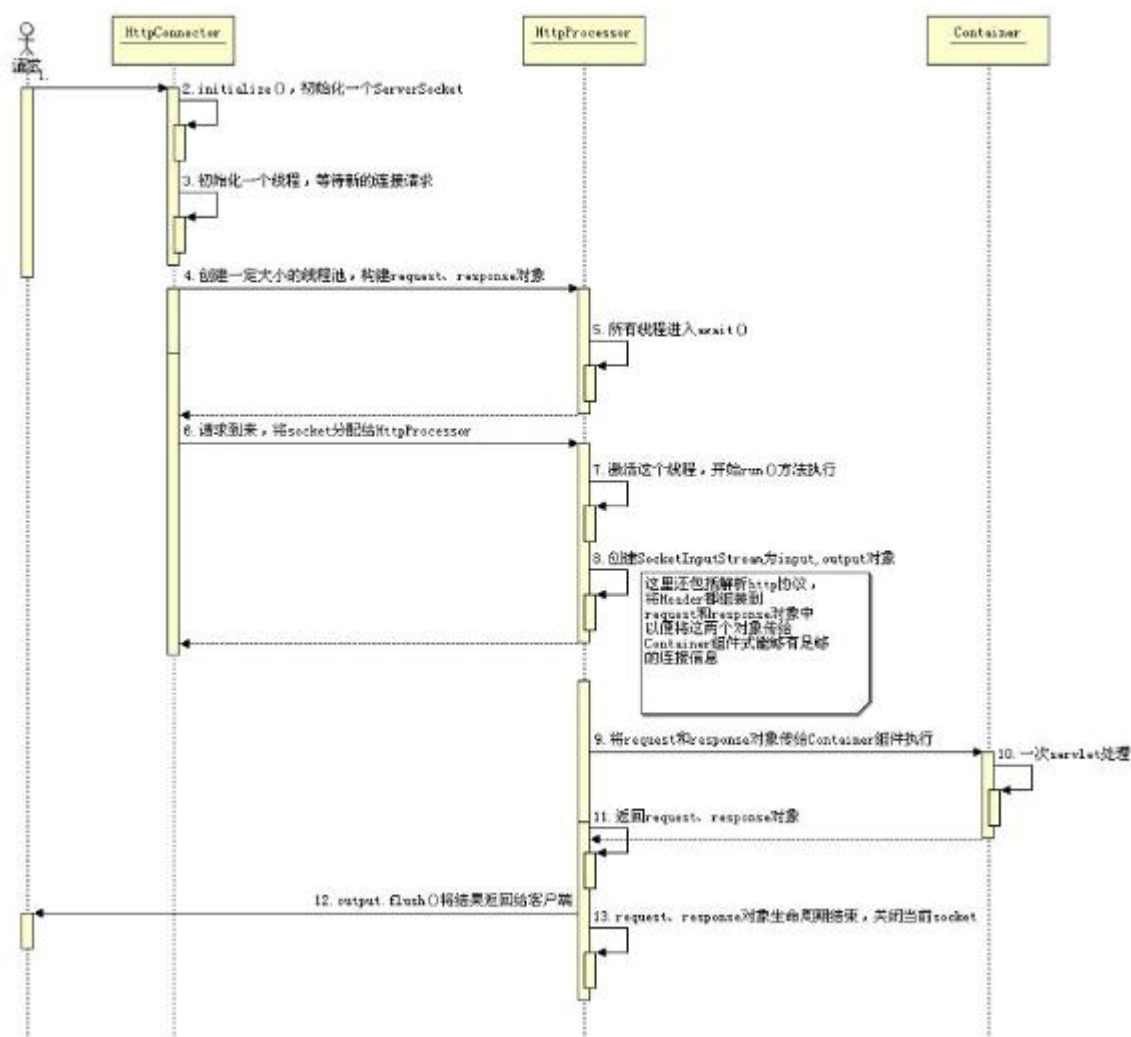 HttpConnector
HttpProcessor
Container
1.
2.initialize()，初始化一个ServerSocket
3.初始化一个线程，等待新的连接请求
4.创建一定大小的线程池，构建request、response对象
5.所有线程进入await()
6.请求到来，将socket分配给HttpProcessor
7.激活这个线程，开始run()方法执行
8.创建SocketInputStream为input,output对象
这里还包括解析http协议，
将Header都组装到
request和response对象中
以便将这两个对象传给
Container组件式能够有足够
的连接信息
9.将request和response对象传给Container组件执行
10.一次servlet处理
11.返回request、response对象
12.output.flush()将结果返回给客户端
13.request、response对象生命周期结束，关闭当前socket